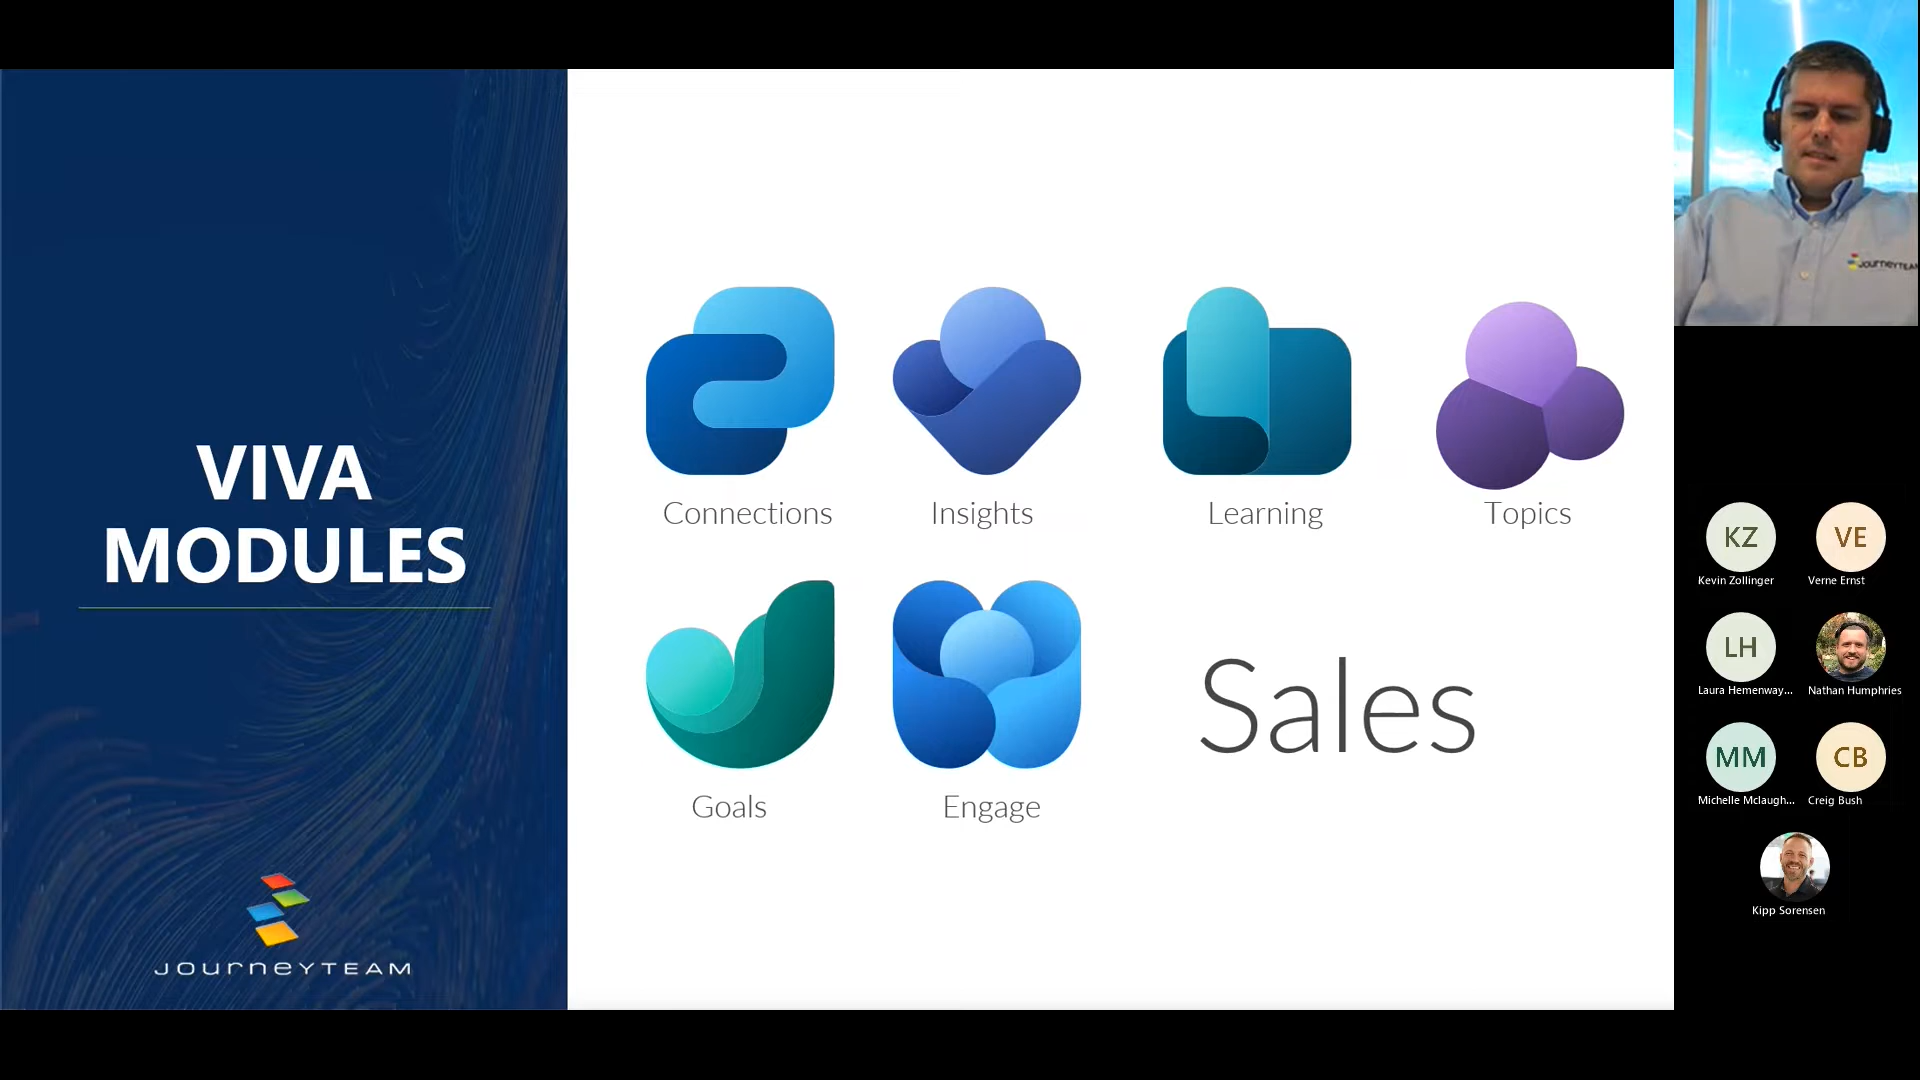 VIVA
MODULES
JOURNEYTEAM
Connections
Insights
Learning
Topics
Goals
Engage
Sales
JOURNEYTEAM
KZ
VE
Kevin Zollinger
Verne Ernst
LH
Laura Hemenway...
Nathan Humphries
MM
CB
Michelle Mclaugh...
Creig Bush
Kipp Sorensen